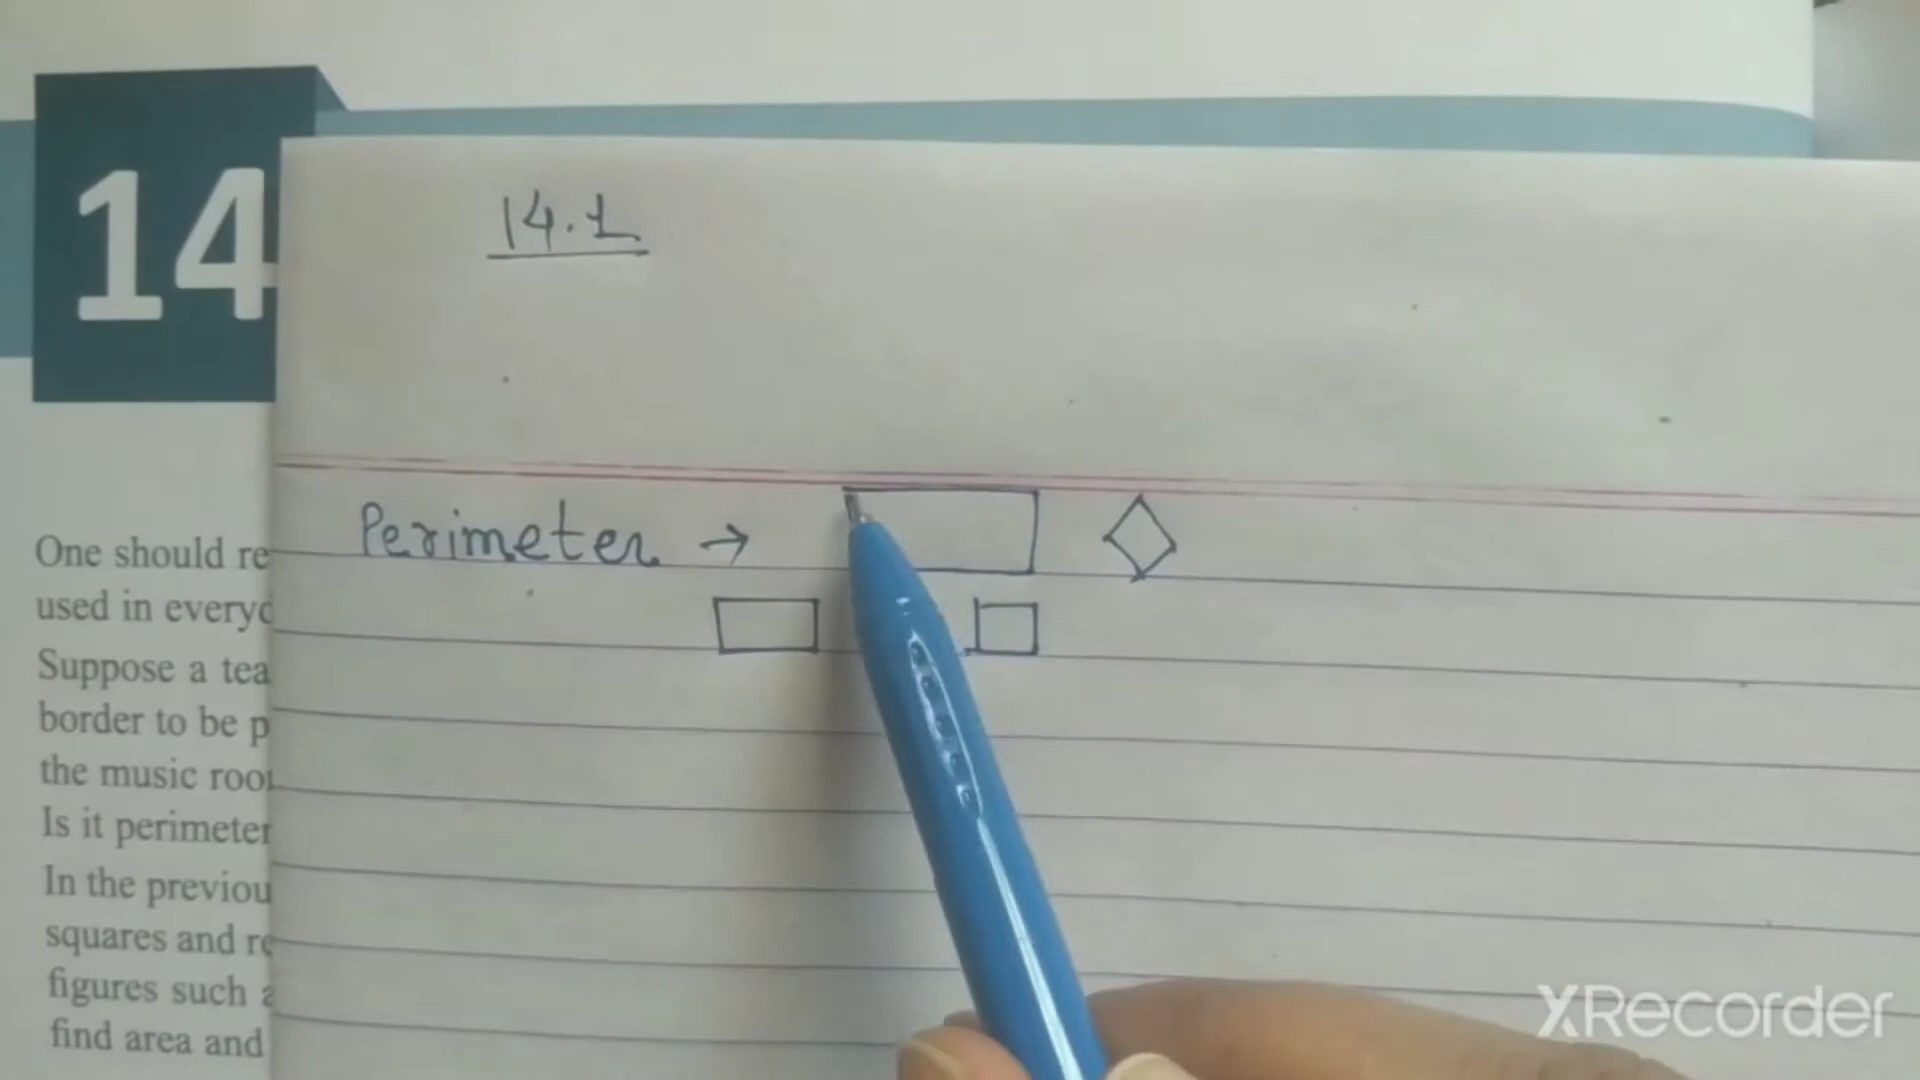 14
14.1
Perimeter →
One should re
used in everyd
Suppose a tea
border to be p
the music roo
Is it perimeter
In the previou
squares and re
figures such a
find area and
XRecorder